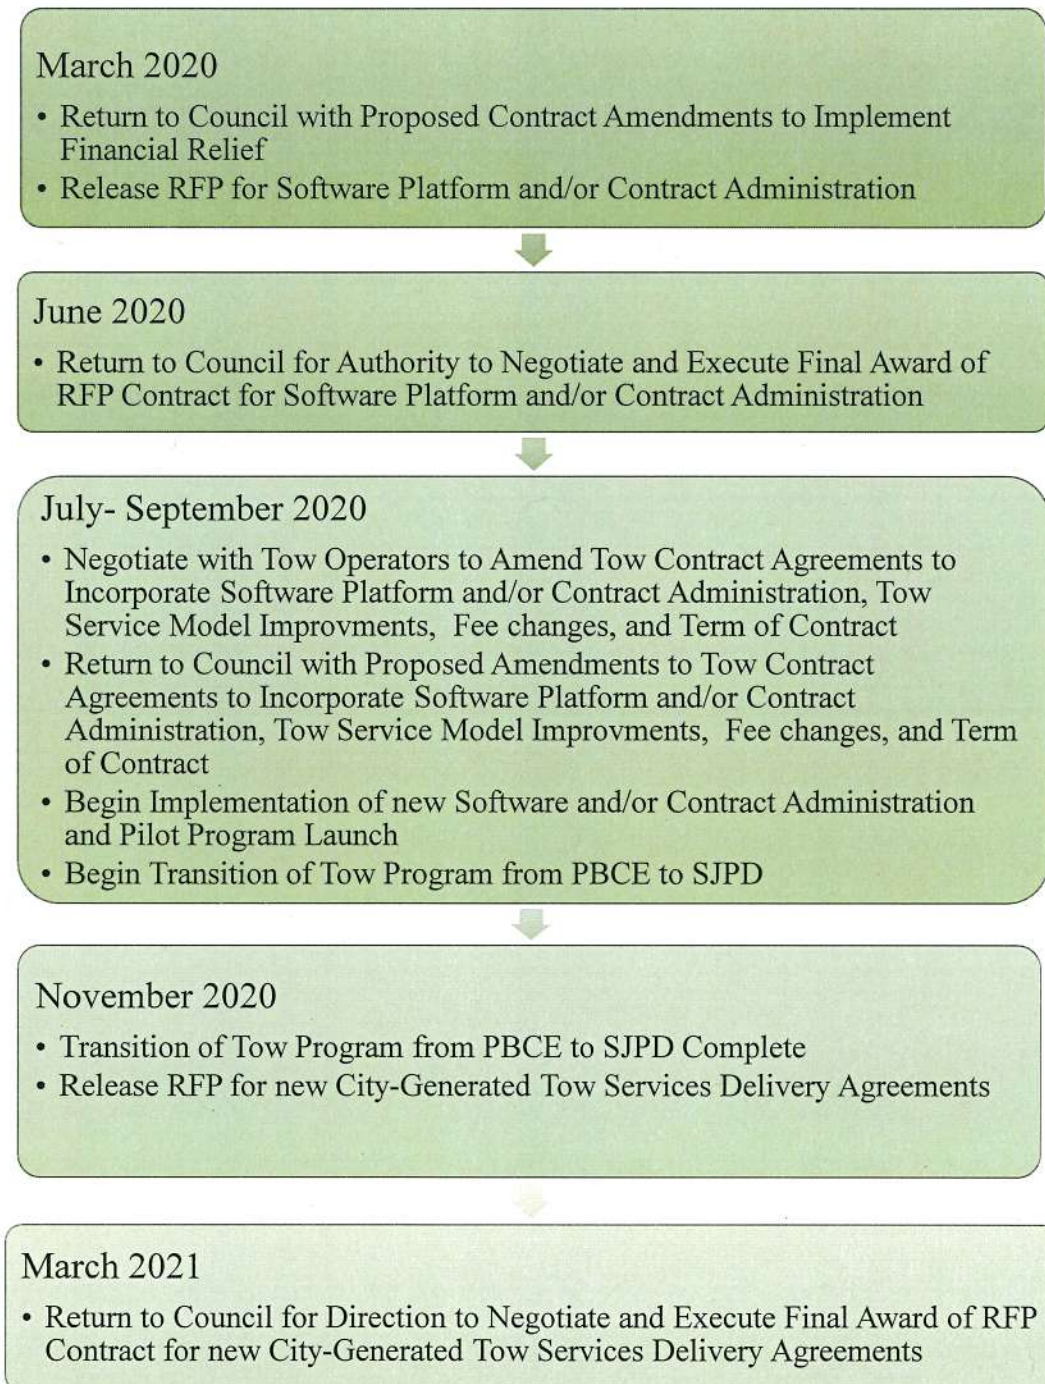 March 2020
• Return to Council with Proposed Contract Amendments to Implement
Financial Relief
• Release RFP for Software Platform and/or Contract Administration
June 2020
• Return to Council for Authority to Negotiate and Execute Final Award of
RFP Contract for Software Platform and/or Contract Administration
July- September 2020
• Negotiate with Tow Operators to Amend Tow Contract Agreements to
Incorporate Software Platform and/or Contract Administration, Tow
Service Model Improvments,  Fee changes, and Term of Contract
• Return to Council with Proposed Amendments to Tow Contract
Agreements to Incorporate Software Platform and/or Contract
Administration, Tow Service Model Improvments,  Fee changes, and Term
of Contract
• Begin Implementation of new Software and/or Contract Administration
and Pilot Program Launch
• Begin Transition of Tow Program from PBCE to SJPD
November 2020
• Transition of Tow Program from PBCE to SJPD Complete
• Release RFP for new City-Generated Tow Services Delivery Agreements
March 2021
• Return to Council for Direction to Negotiate and Execute Final Award of RFP
Contract for new City-Generated Tow Services Delivery Agreements